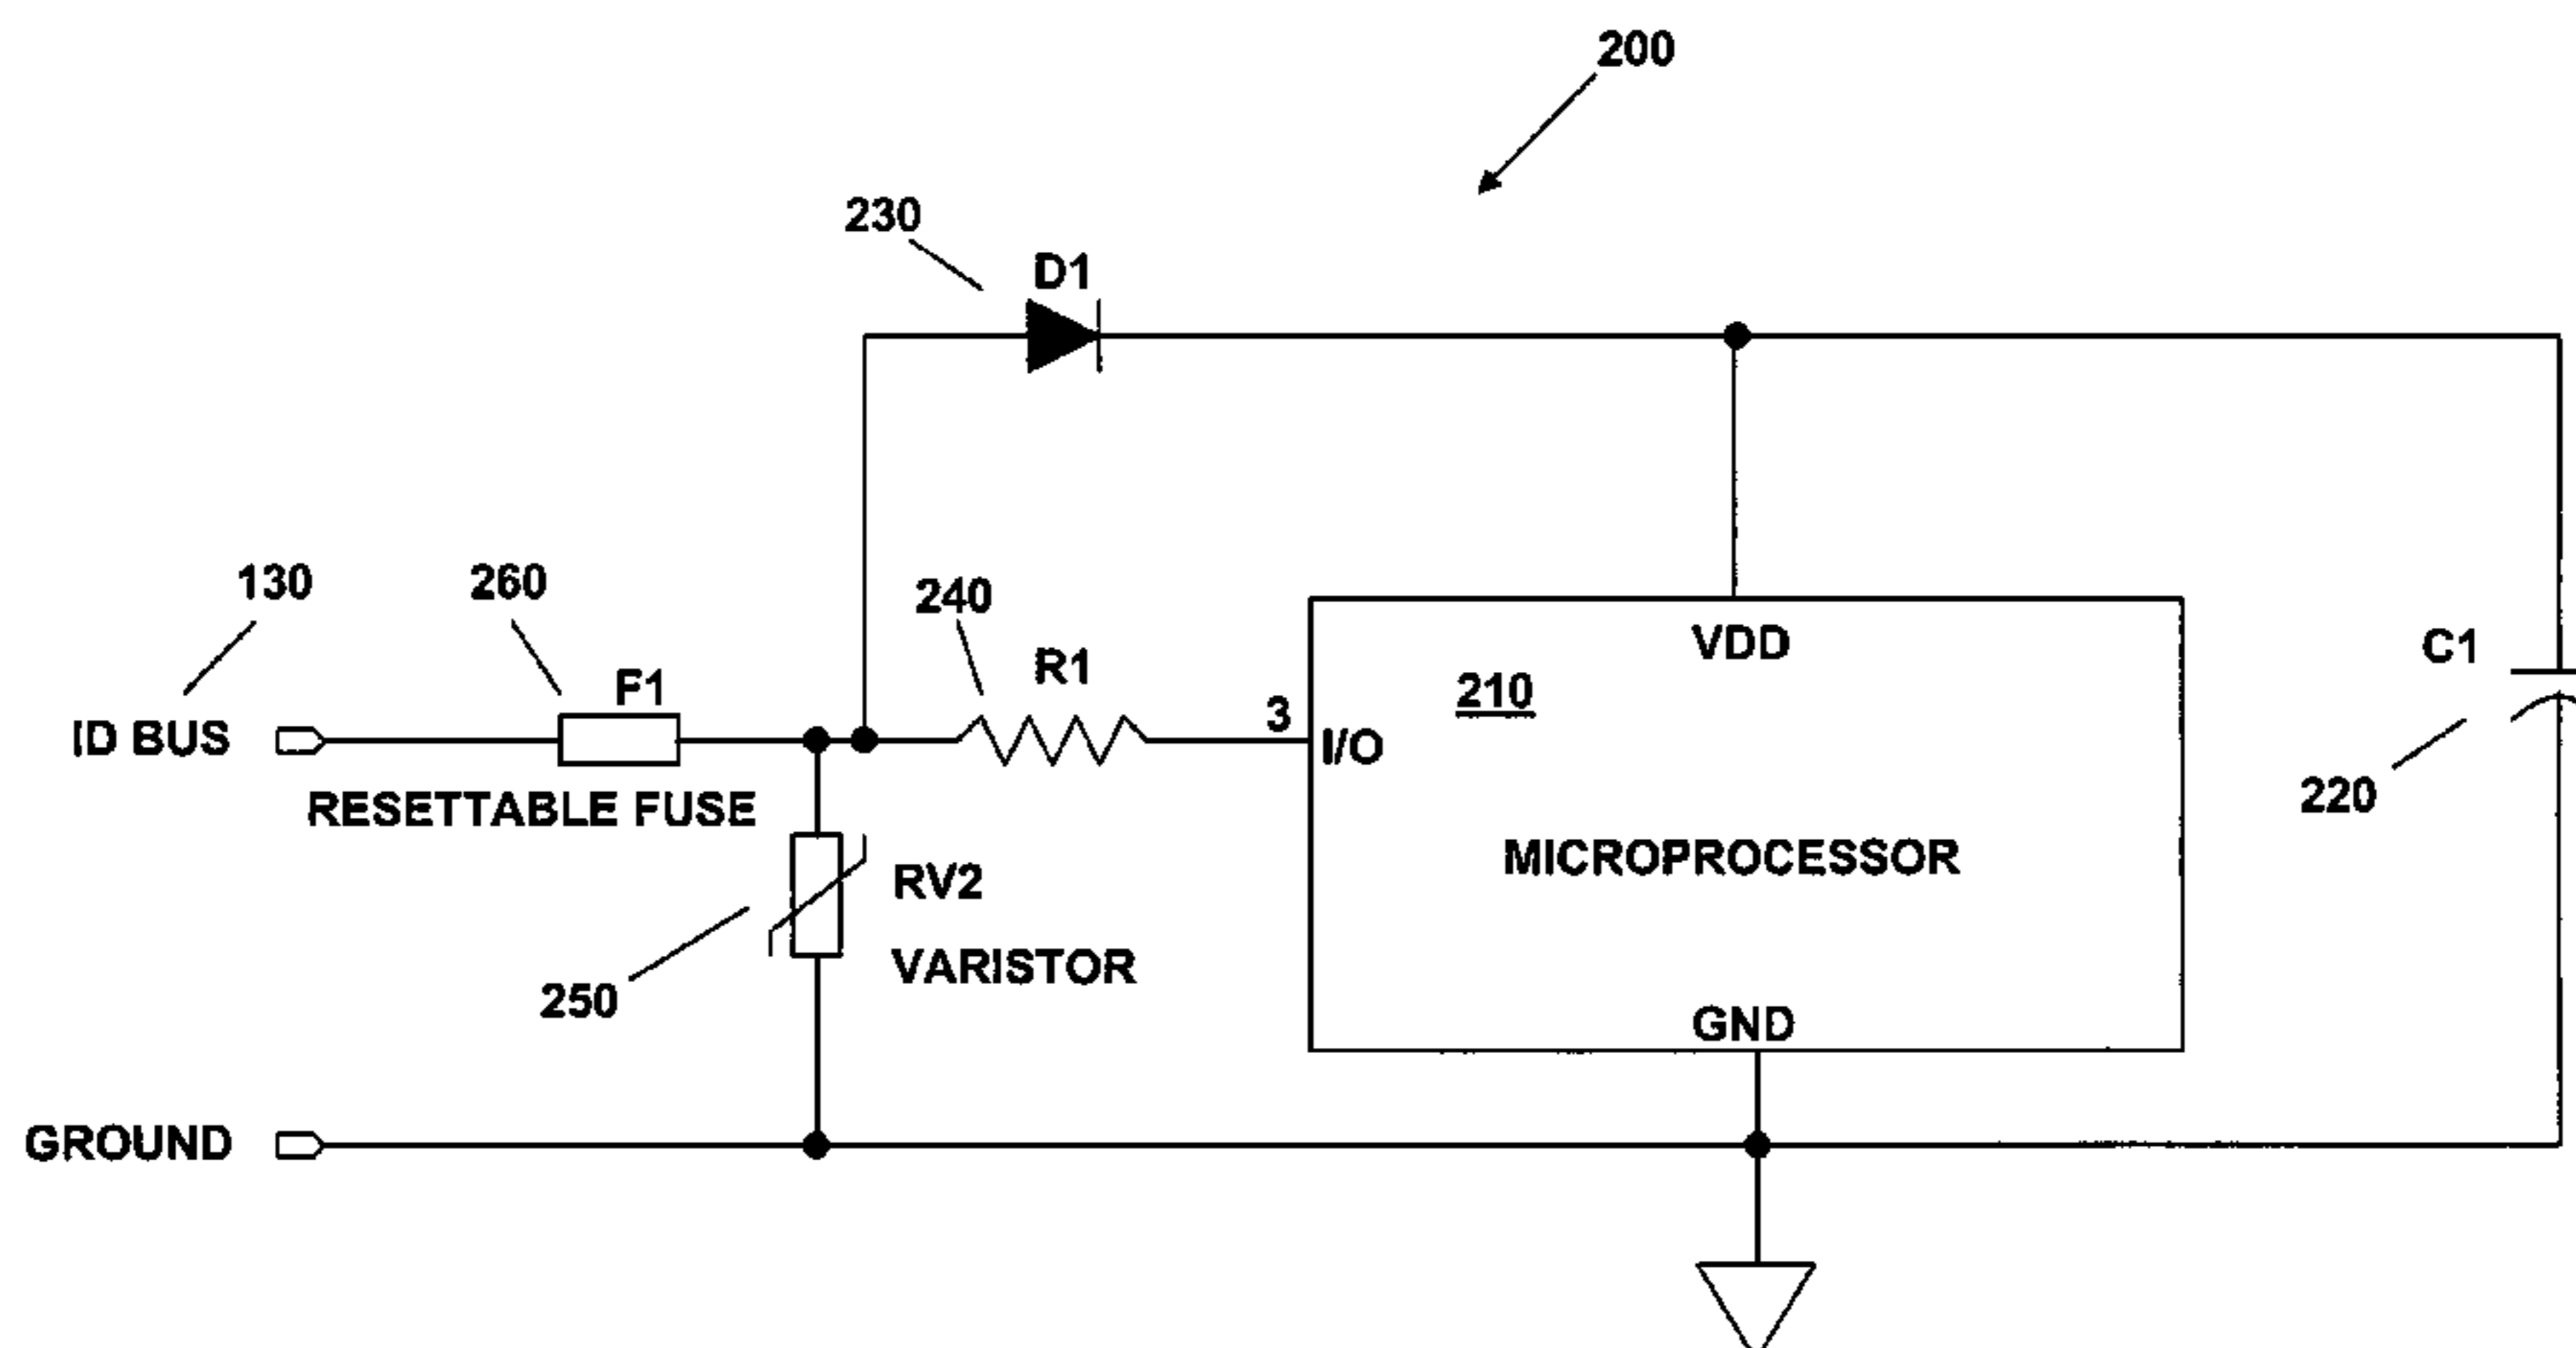 200
230
D1
130
260
240
R1
F1
3
ID BUS
RESETTABLE FUSE
I/O
VDD
210
MICROPROCESSOR
GND
C1
220
RV2
VARISTOR
250
GROUND